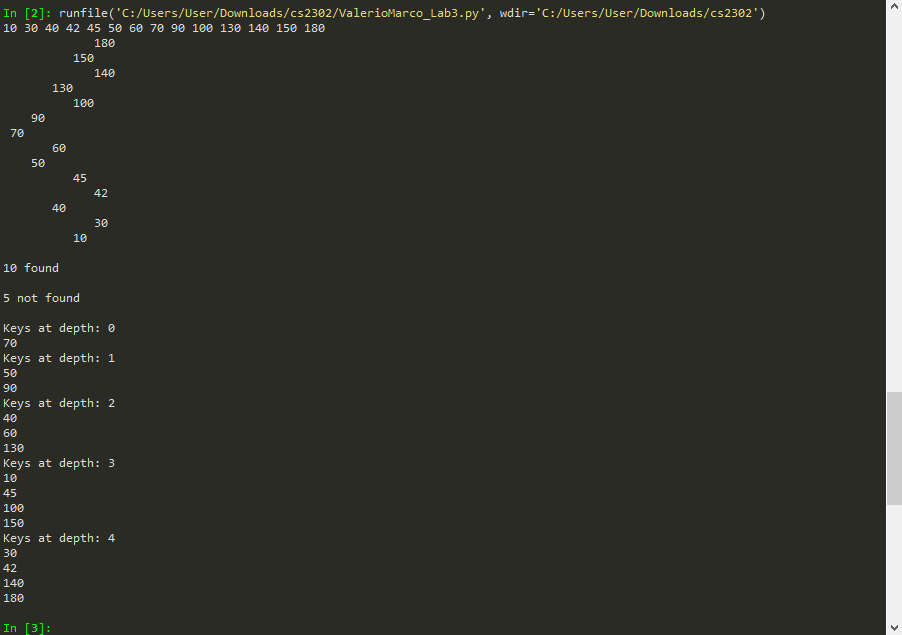 In [2]: runfile('C:/Users/User/Downloads/cs2302/ValerioMarco_Lab3.py', wdir='C:/Users/User/Downloads/cs2302')
10 30 40 42 45 50 60 70 90 100 130 140 150 180
180
150
140
130
100
90
70
60
50
45
42
40
30
10
10 found
5 not found
Keys at depth: 0
70
Keys at depth: 1
50
90
Keys at depth: 2
40
60
130
Keys at depth: 3
10
45
100
150
Keys at depth: 4
30
42
140
180
In [3]: